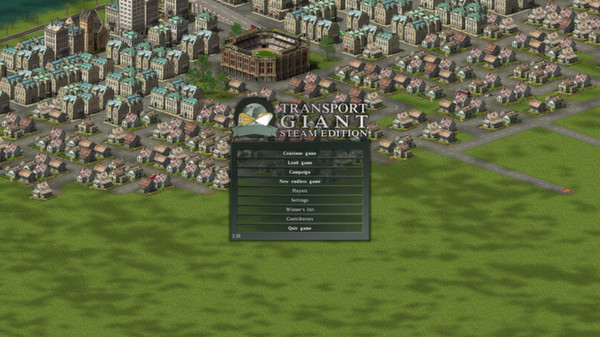 TRANSPORT
GIANT
STEAM EDITION
Continue game
Load game
Campaign
New endless game
Players
Settings
Winner's list
Contributors
Quit game